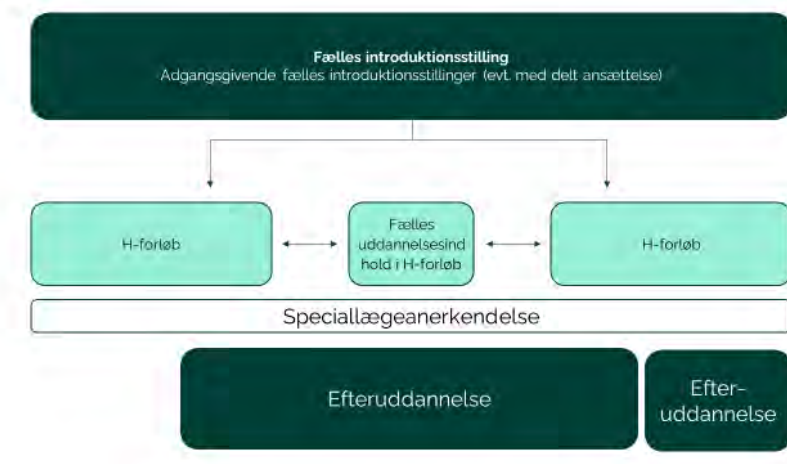 Fælles introduktionsstilling
Adgangsgivende fælles introduktionsstillinger (evt. med delt ansættelse)
H-forløb
Fælles
uddannelsesind
hold i H-forløb
H-forløb
Speciallægeanerkendelse
Efteruddannelse
Efter-
uddannelse